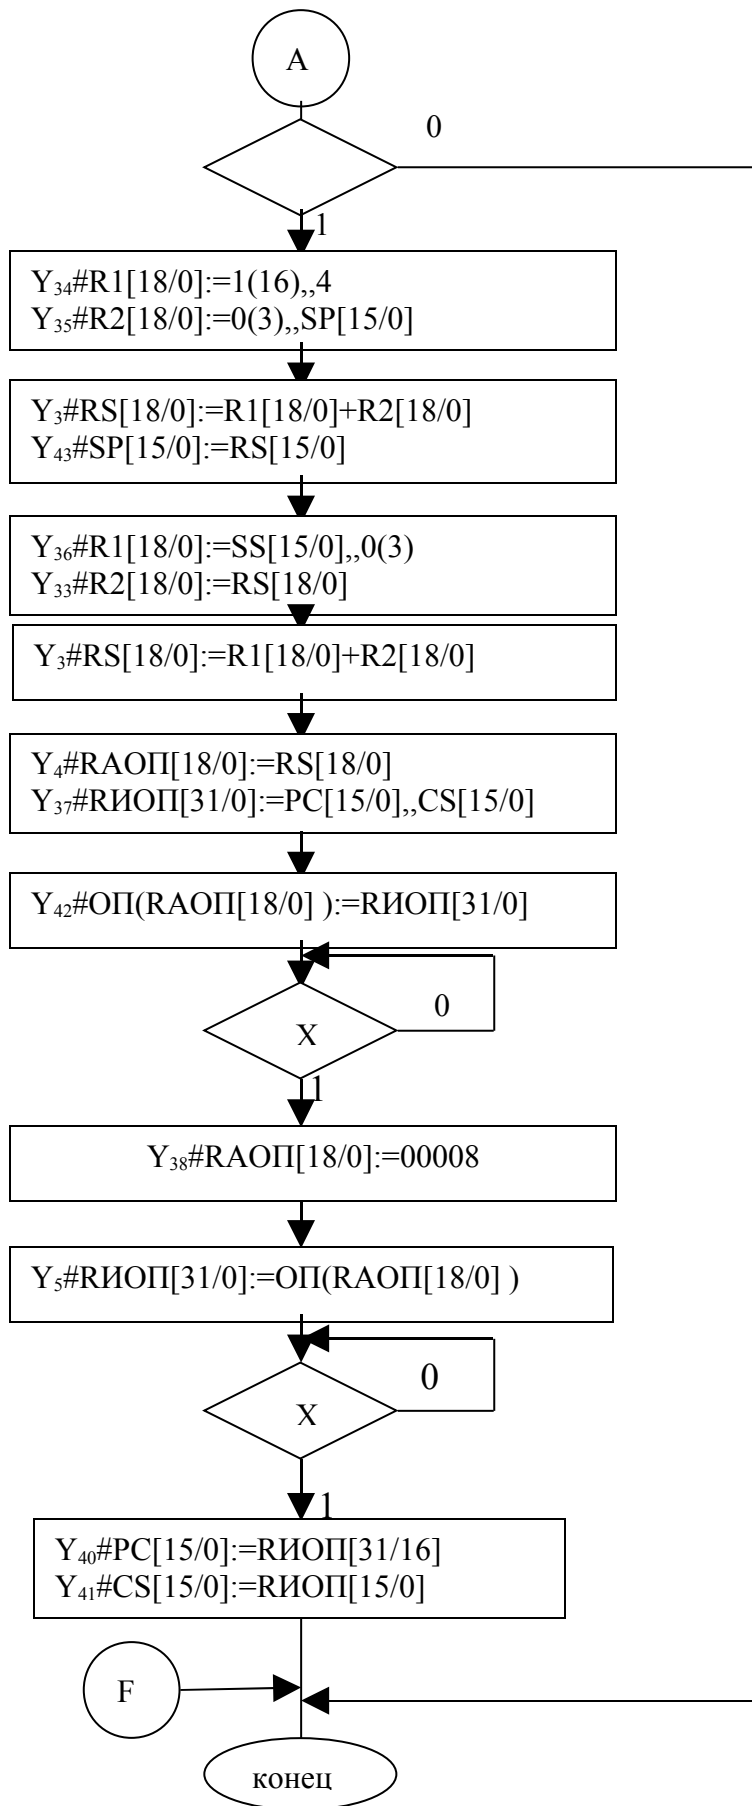 A
0
1
Y₃₄#R1[18/0]:=1(16),,4
Y₃₅#R2[18/0]:=0(3),,SP[15/0]
Y₃#RS[18/0]:=R1[18/0]+R2[18/0]
Y₄₃#SP[15/0]:=RS[15/0]
Y₃₆#R1[18/0]:=SS[15/0],,0(3)
Y₃₃#R2[18/0]:=RS[18/0]
Y₃#RS[18/0]:=R1[18/0]+R2[18/0]
Y₄#RAОП[18/0]:=RS[18/0]
Y₃₇#RИОП[31/0]:=PC[15/0],,CS[15/0]
Y₄₂#ОП(RAОП[18/0] ):=RИОП[31/0]
0
X
1
Y₃₈#RAОП[18/0]:=00008
Y₅#RИОП[31/0]:=ОП(RAОП[18/0] )
0
X
1
Y₄₀#PC[15/0]:=RИОП[31/16]
Y₄₁#CS[15/0]:=RИОП[15/0]
F
конец